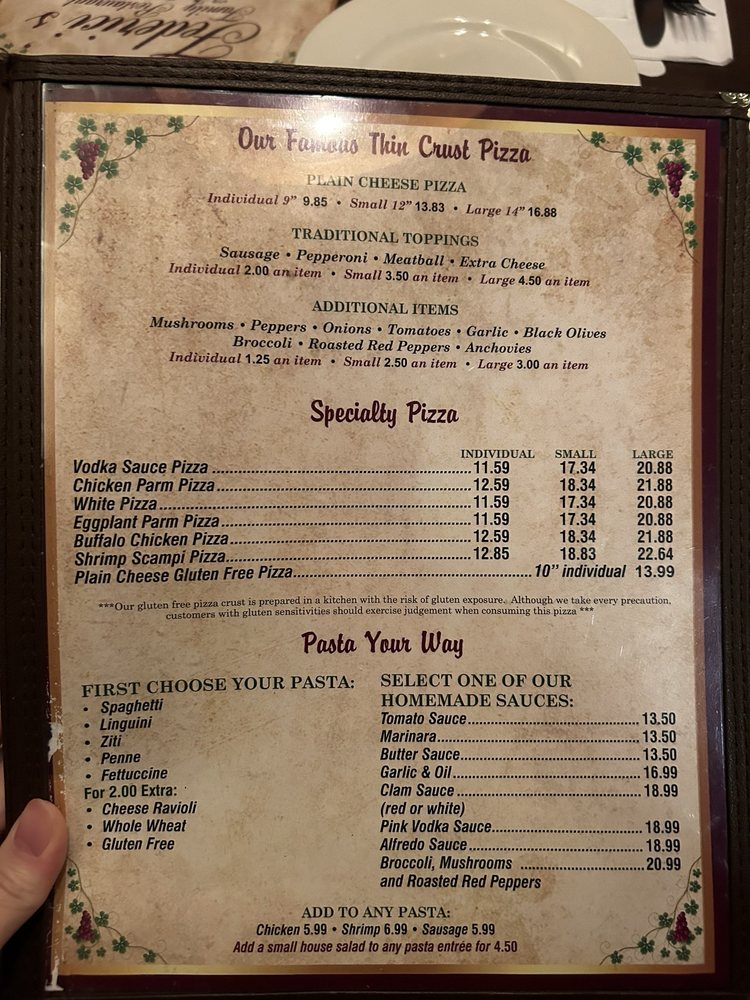 Federici's
Family Restaurant
Our Famous Thin Crust Pizza
PLAIN CHEESE PIZZA
Individual 9" 9.85 • Small 12" 13.83 • Large 14" 16.88
TRADITIONAL TOPPINGS
Sausage • Pepperoni • Meatball • Extra Cheese
Individual 2.00 an item • Small 3.50 an item • Large 4.50 an item
ADDITIONAL ITEMS
Mushrooms • Peppers • Onions • Tomatoes • Garlic • Black Olives
Broccoli • Roasted Red Peppers • Anchovies
Individual 1.25 an item • Small 2.50 an item • Large 3.00 an item
Specialty Pizza
INDIVIDUAL SMALL LARGE
Vodka Sauce Pizza ........ 11.59 17.34 20.88
Chicken Parm Pizza ........ 12.59 18.34 21.88
White Pizza ........ 11.59 17.34 20.88
Eggplant Parm Pizza ........ 11.59 17.34 20.88
Buffalo Chicken Pizza ........ 12.59 18.34 21.88
Shrimp Scampi Pizza ........ 12.85 18.83 22.64
Plain Cheese Gluten Free Pizza ........ 10" individual 13.99
***Our gluten free pizza crust is prepared in a kitchen with the risk of gluten exposure. Although we take every precaution,
customers with gluten sensitivities should exercise judgement when consuming this pizza ***
Pasta Your Way
FIRST CHOOSE YOUR PASTA:
• Spaghetti
• Linguini
• Ziti
• Penne
• Fettuccine
For 2.00 Extra:
• Cheese Ravioli
• Whole Wheat
• Gluten Free
SELECT ONE OF OUR
HOMEMADE SAUCES:
Tomato Sauce ........ 13.50
Marinara ........ 13.50
Butter Sauce ........ 13.50
Garlic & Oil ........ 16.99
Clam Sauce ........ 18.99
(red or white)
Pink Vodka Sauce ........ 18.99
Alfredo Sauce ........ 18.99
Broccoli, Mushrooms ........ 20.99
and Roasted Red Peppers
ADD TO ANY PASTA:
Chicken 5.99 • Shrimp 6.99 • Sausage 5.99
Add a small house salad to any pasta entrée for 4.50